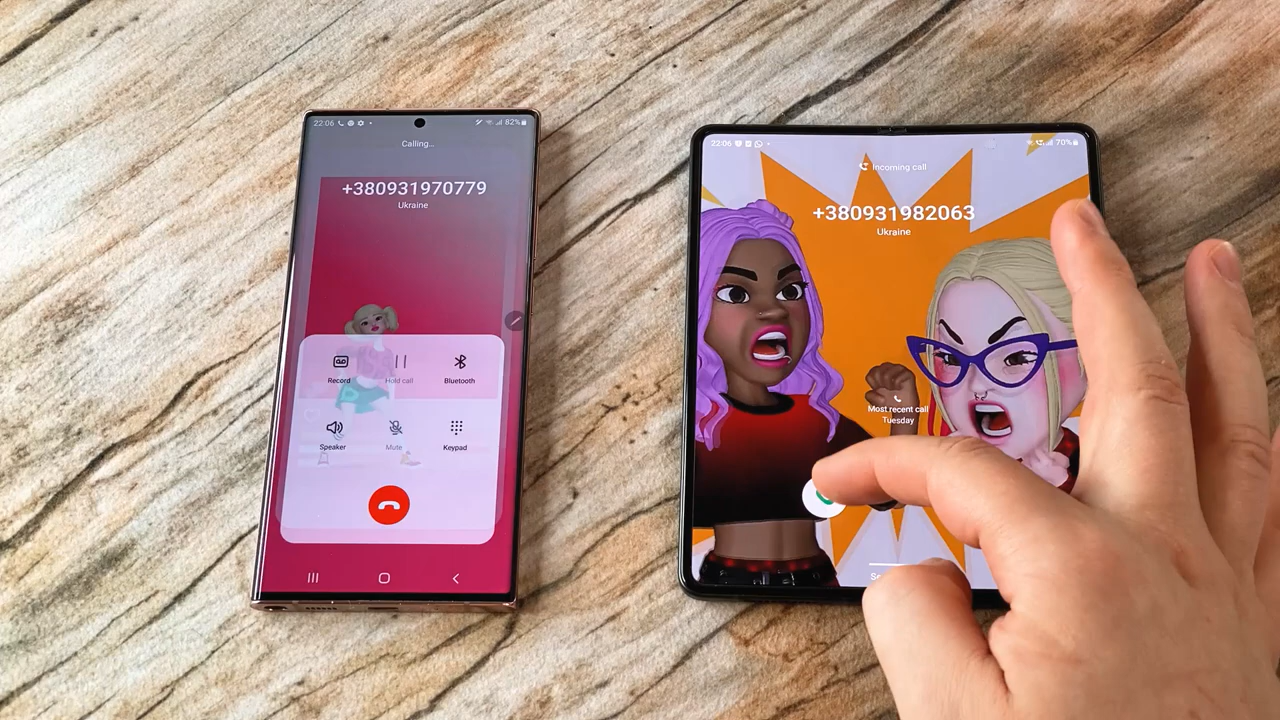 22:06
82%
Calling...
+380931970779
Ukraine
Record
Hold call
Bluetooth
Speaker
Mute
Keypad
22:06
70%
Incoming call
+380931982063
Ukraine
Most recent call
Tuesday